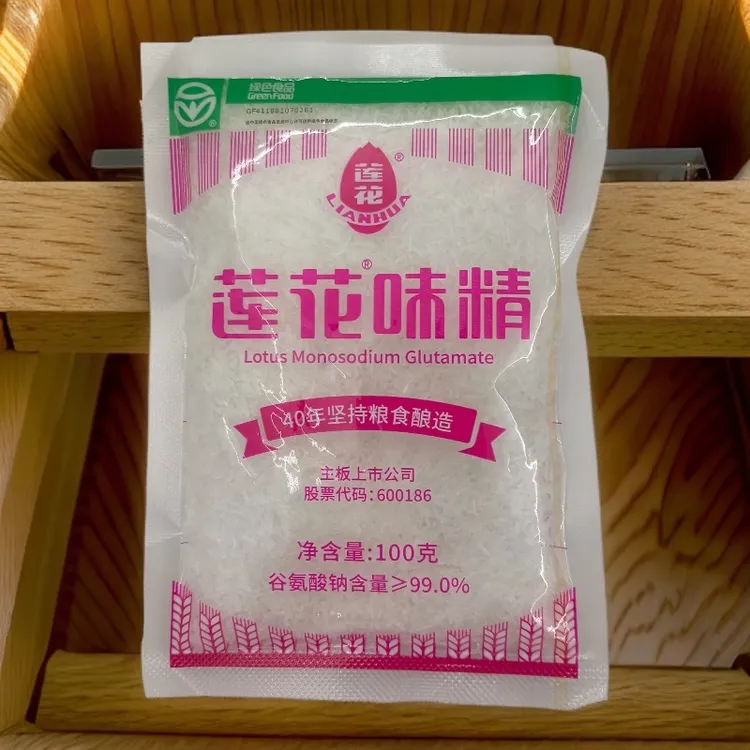 绿色食品
GreenFood
GF411881070261
®
莲花
LIANHUA
®
莲花味精
®
Lotus Monosodium Glutamate
40年坚持粮食酿造
主板上市公司
股票代码:600186
净含量:100克
谷氨酸钠含量≥99.0%